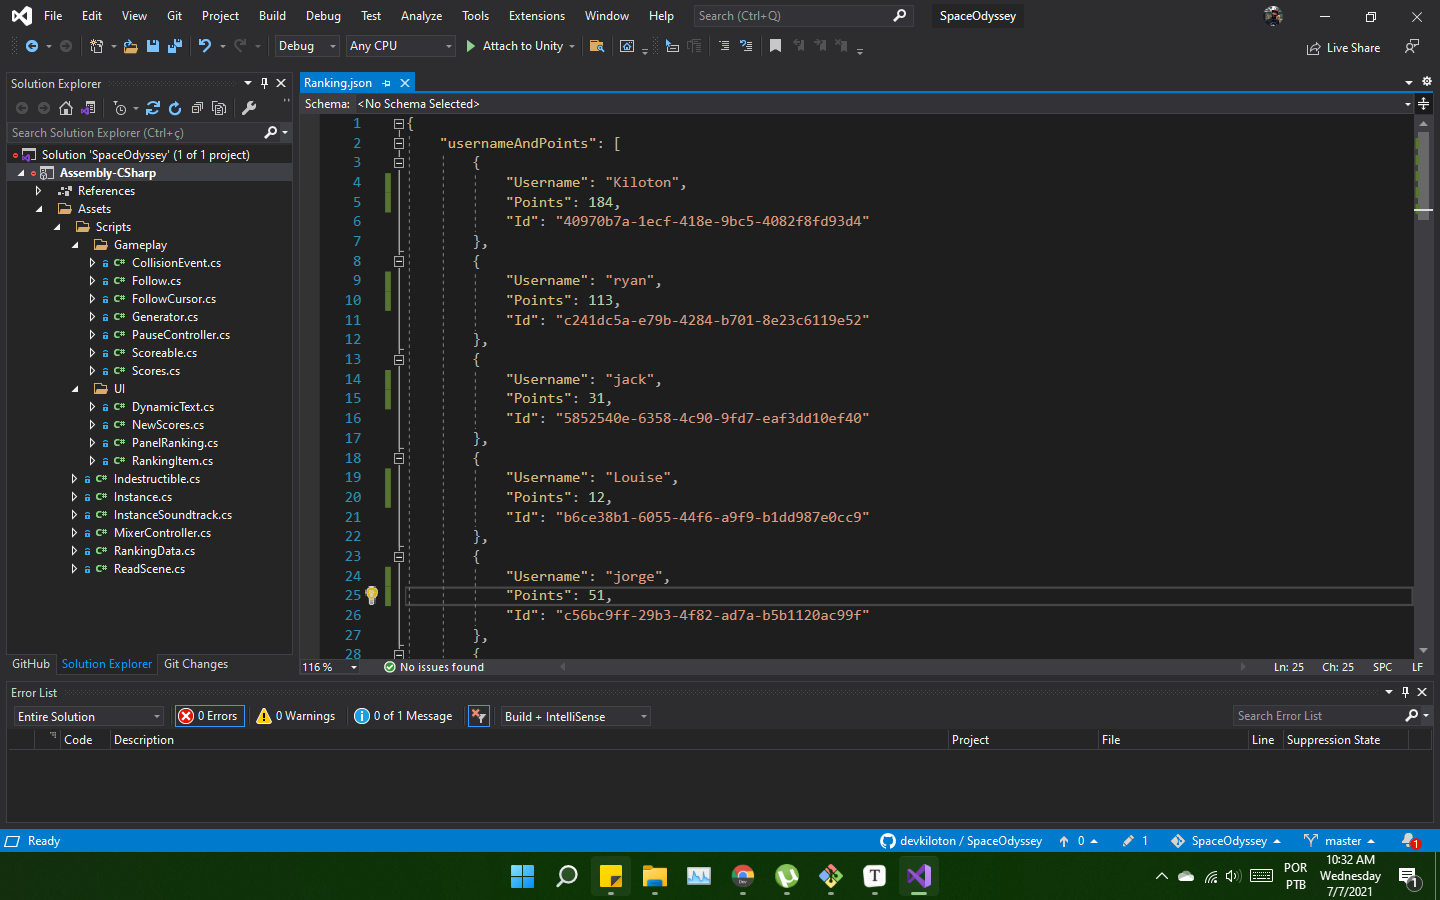 File Edit View Git Project Build Debug Test Analyze Tools Extensions Window Help Search (Ctrl+Q) SpaceOdyssey
Debug Any CPU Attach to Unity Live Share
Solution Explorer
Search Solution Explorer (Ctrl+ç)
Solution 'SpaceOdyssey' (1 of 1 project)
Assembly-CSharp
References
Assets
Scripts
Gameplay
C# CollisionEvent.cs
C# Follow.cs
C# FollowCursor.cs
C# Generator.cs
C# PauseController.cs
C# Scoreable.cs
C# Scores.cs
UI
C# DynamicText.cs
C# NewScores.cs
C# PanelRanking.cs
C# RankingItem.cs
C# Indestructible.cs
C# Instance.cs
C# InstanceSoundtrack.cs
C# MixerController.cs
C# RankingData.cs
C# ReadScene.cs
GitHub Solution Explorer Git Changes
Ranking.json
Schema: <No Schema Selected>
1 {
2 "usernameAndPoints": [
3 {
4 "Username": "Kiloton",
5 "Points": 184,
6 "Id": "40970b7a-1ecf-418e-9bc5-4082f8fd93d4"
7 },
8 {
9 "Username": "ryan",
10 "Points": 113,
11 "Id": "c241dc5a-e79b-4284-b701-8e23c6119e52"
12 },
13 {
14 "Username": "jack",
15 "Points": 31,
16 "Id": "5852540e-6358-4c90-9fd7-eaf3dd10ef40"
17 },
18 {
19 "Username": "Louise",
20 "Points": 12,
21 "Id": "b6ce38b1-6055-44f6-a9f9-b1dd987e0cc9"
22 },
23 {
24 "Username": "jorge",
25 "Points": 51,
26 "Id": "c56bc9ff-29b3-4f82-ad7a-b5b1120ac99f"
27 },
28 {
116 % No issues found Ln: 25 Ch: 25 SPC LF
Error List
Entire Solution 0 Errors 0 Warnings 0 of 1 Message Build + IntelliSense Search Error List
Code Description Project File Line Suppression State
Ready devkiloton / SpaceOdyssey 0 1 SpaceOdyssey master 1
Dev T POR PTB 10:32 AM Wednesday 7/7/2021 1